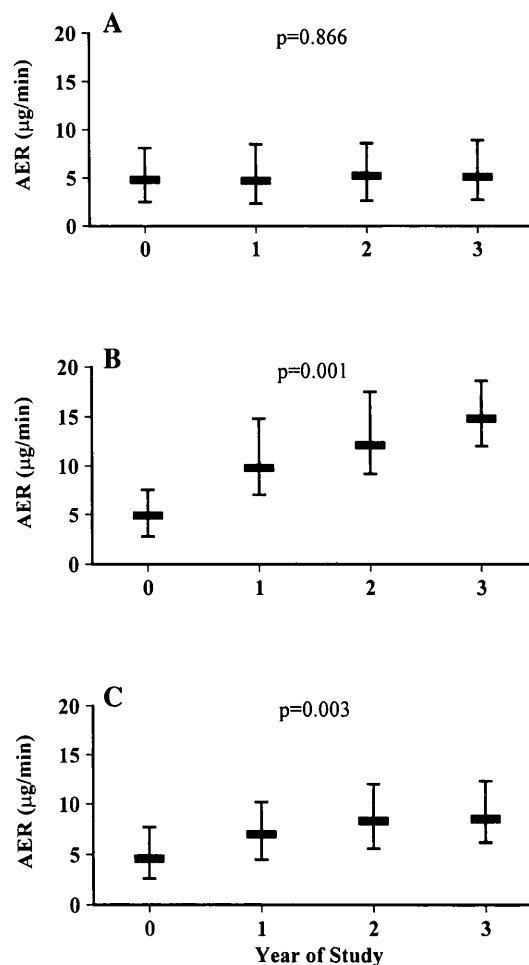 A
p=0.866
AER (µg/min)
20
15
10
5
0
0 1 2 3
B
p=0.001
AER (µg/min)
20
15
10
5
0
0 1 2 3
C
p=0.003
AER (µg/min)
20
15
10
5
0
0 1 2 3
Year of Study